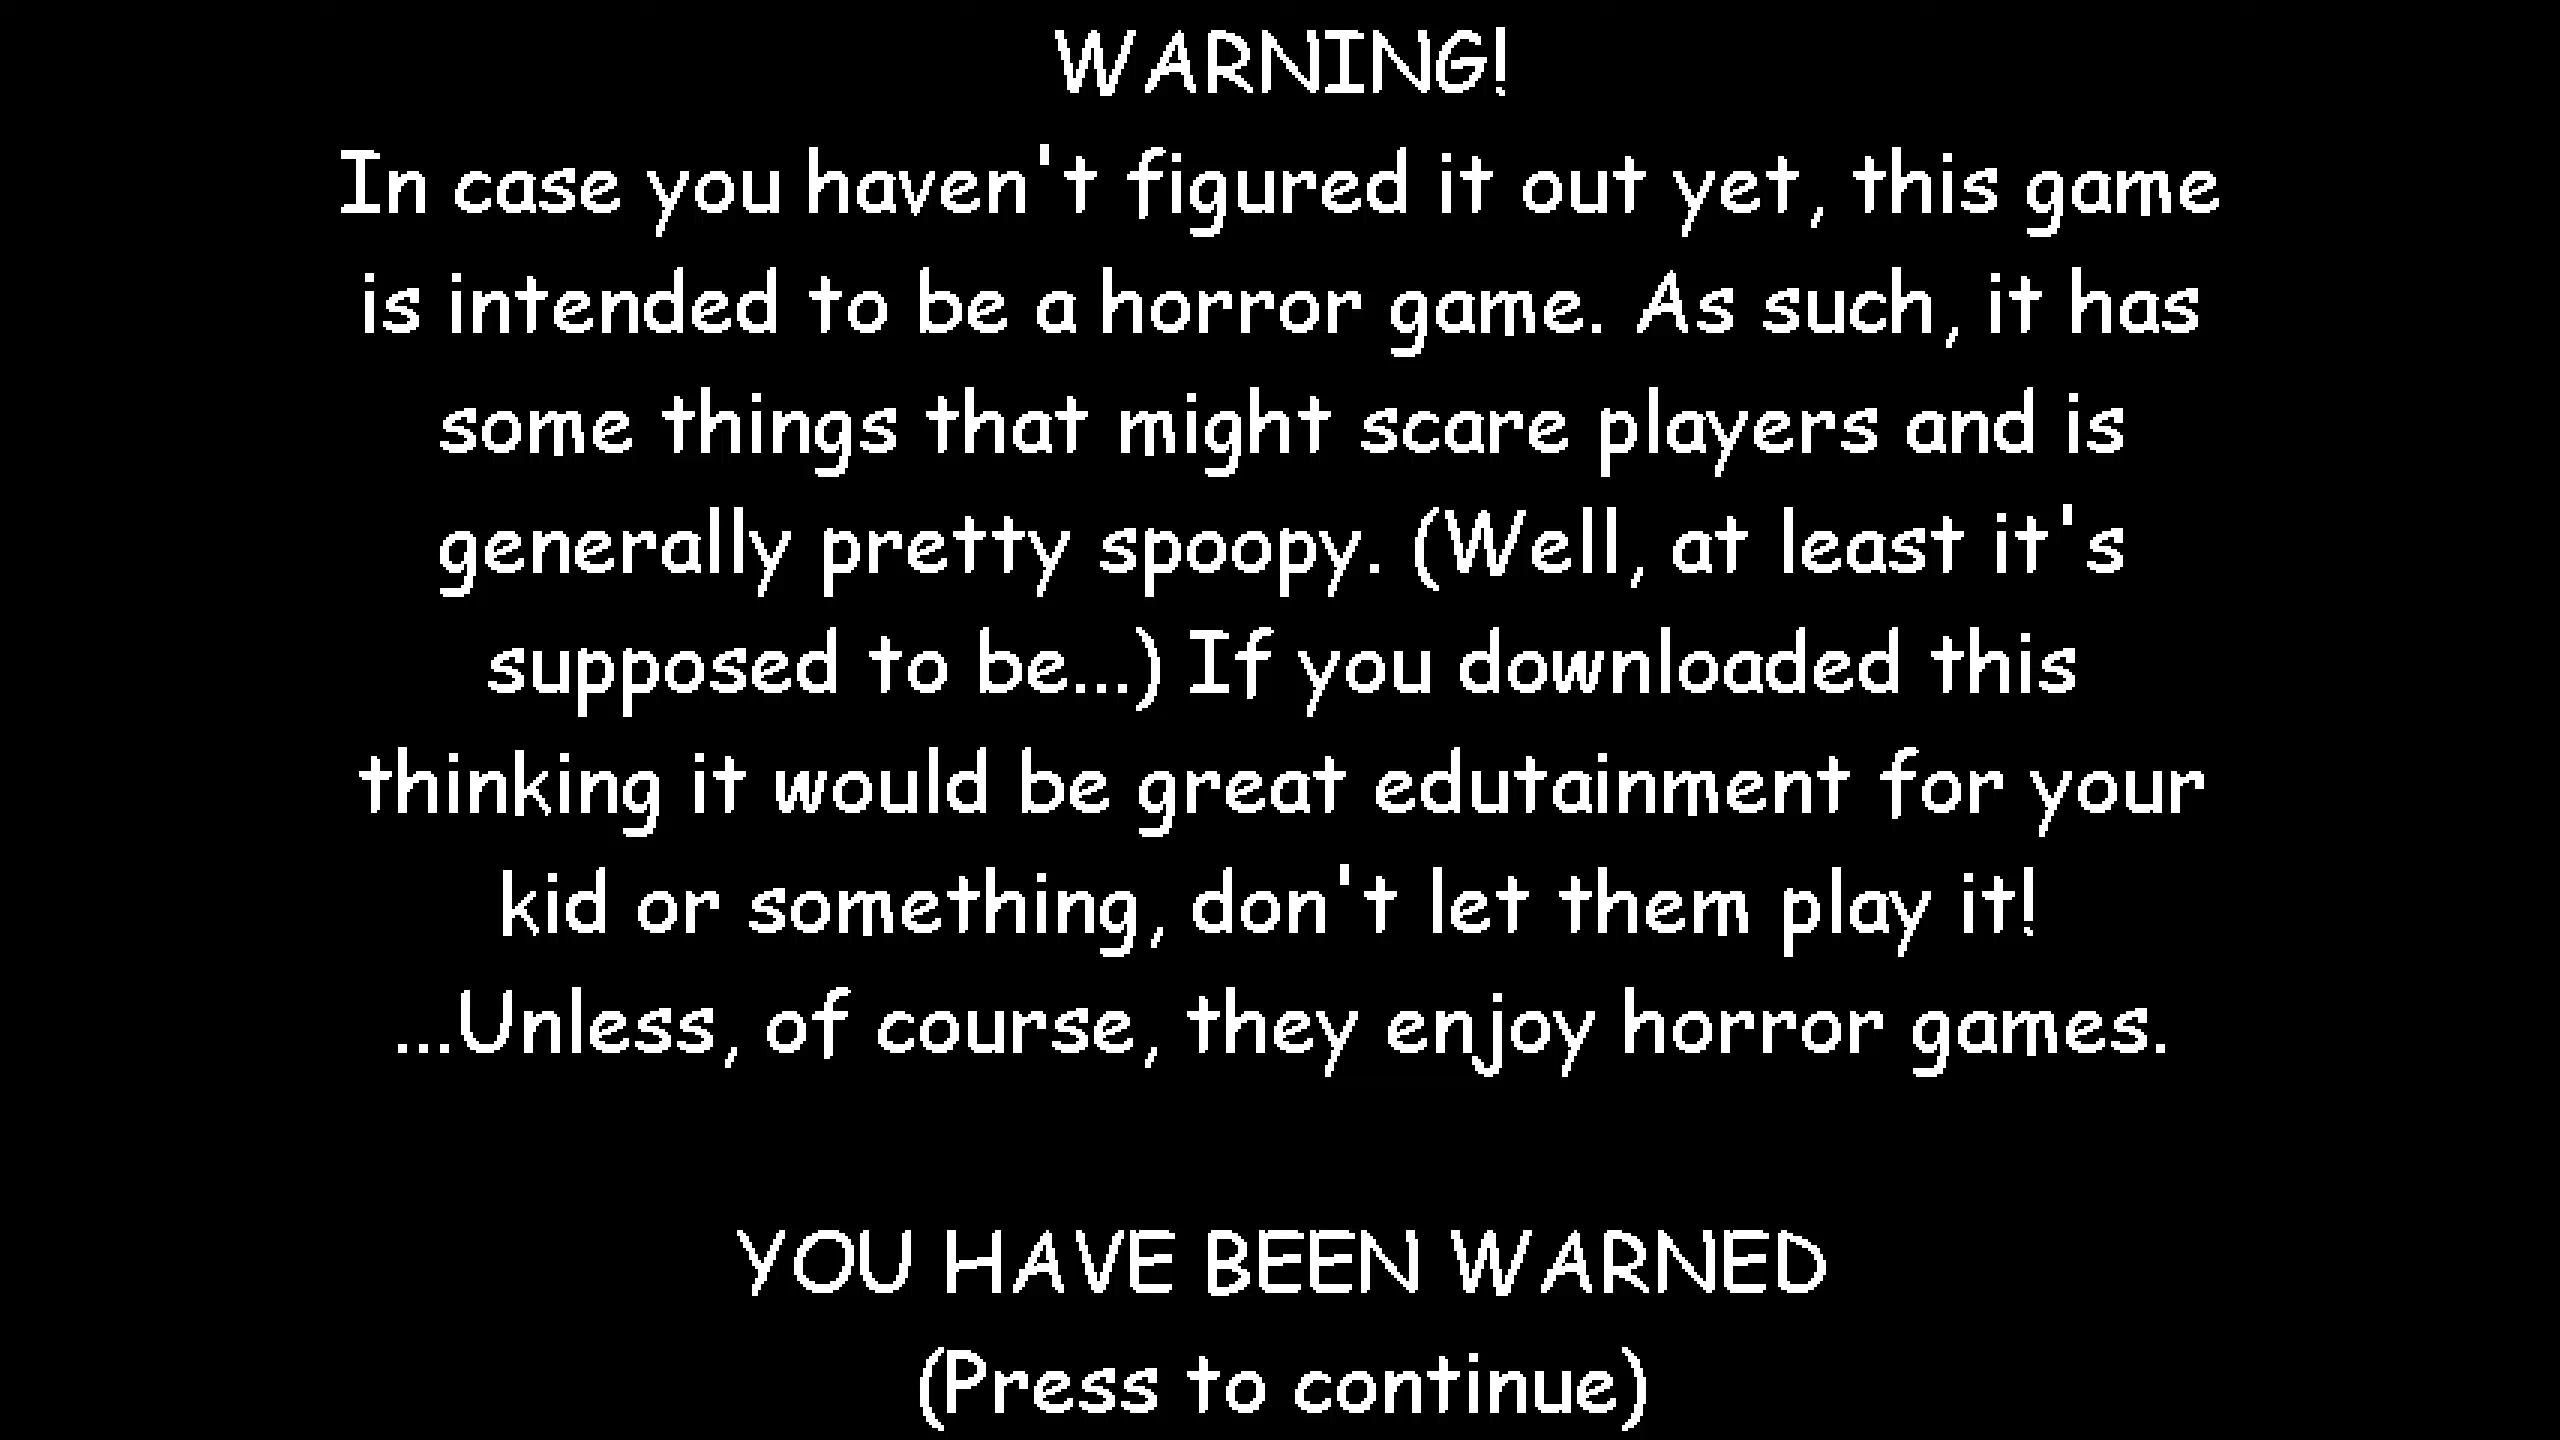 WARNING!
In case you haven't figured it out yet, this game
is intended to be a horror game. As such, it has
some things that might scare players and is
generally pretty spoopy. (Well, at least it's
supposed to be...) If you downloaded this
thinking it would be great edutainment for your
kid or something, don't let them play it!
...Unless, of course, they enjoy horror games.
YOU HAVE BEEN WARNED
(Press to continue)